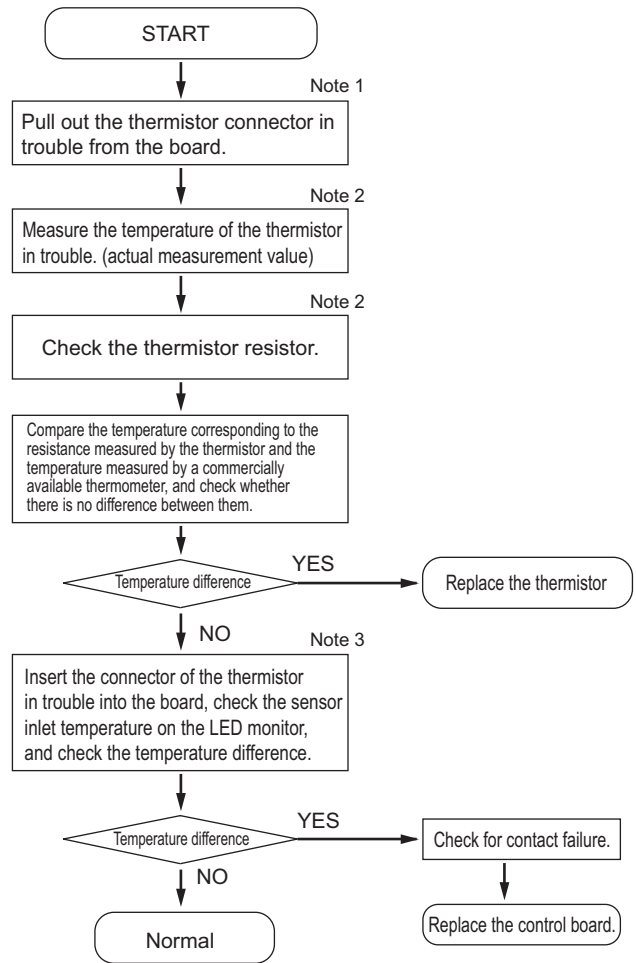 START
Note 1
Pull out the thermistor connector in
trouble from the board.
Note 2
Measure the temperature of the thermistor
in trouble. (actual measurement value)
Note 2
Check the thermistor resistor.
Compare the temperature corresponding to the
resistance measured by the thermistor and the
temperature measured by a commercially
available thermometer, and check whether
there is no difference between them.
Temperature difference
YES
Replace the thermistor
NO
Note 3
Insert the connector of the thermistor
in trouble into the board, check the sensor
inlet temperature on the LED monitor,
and check the temperature difference.
Temperature difference
YES
Check for contact failure.
NO
Replace the control board.
Normal